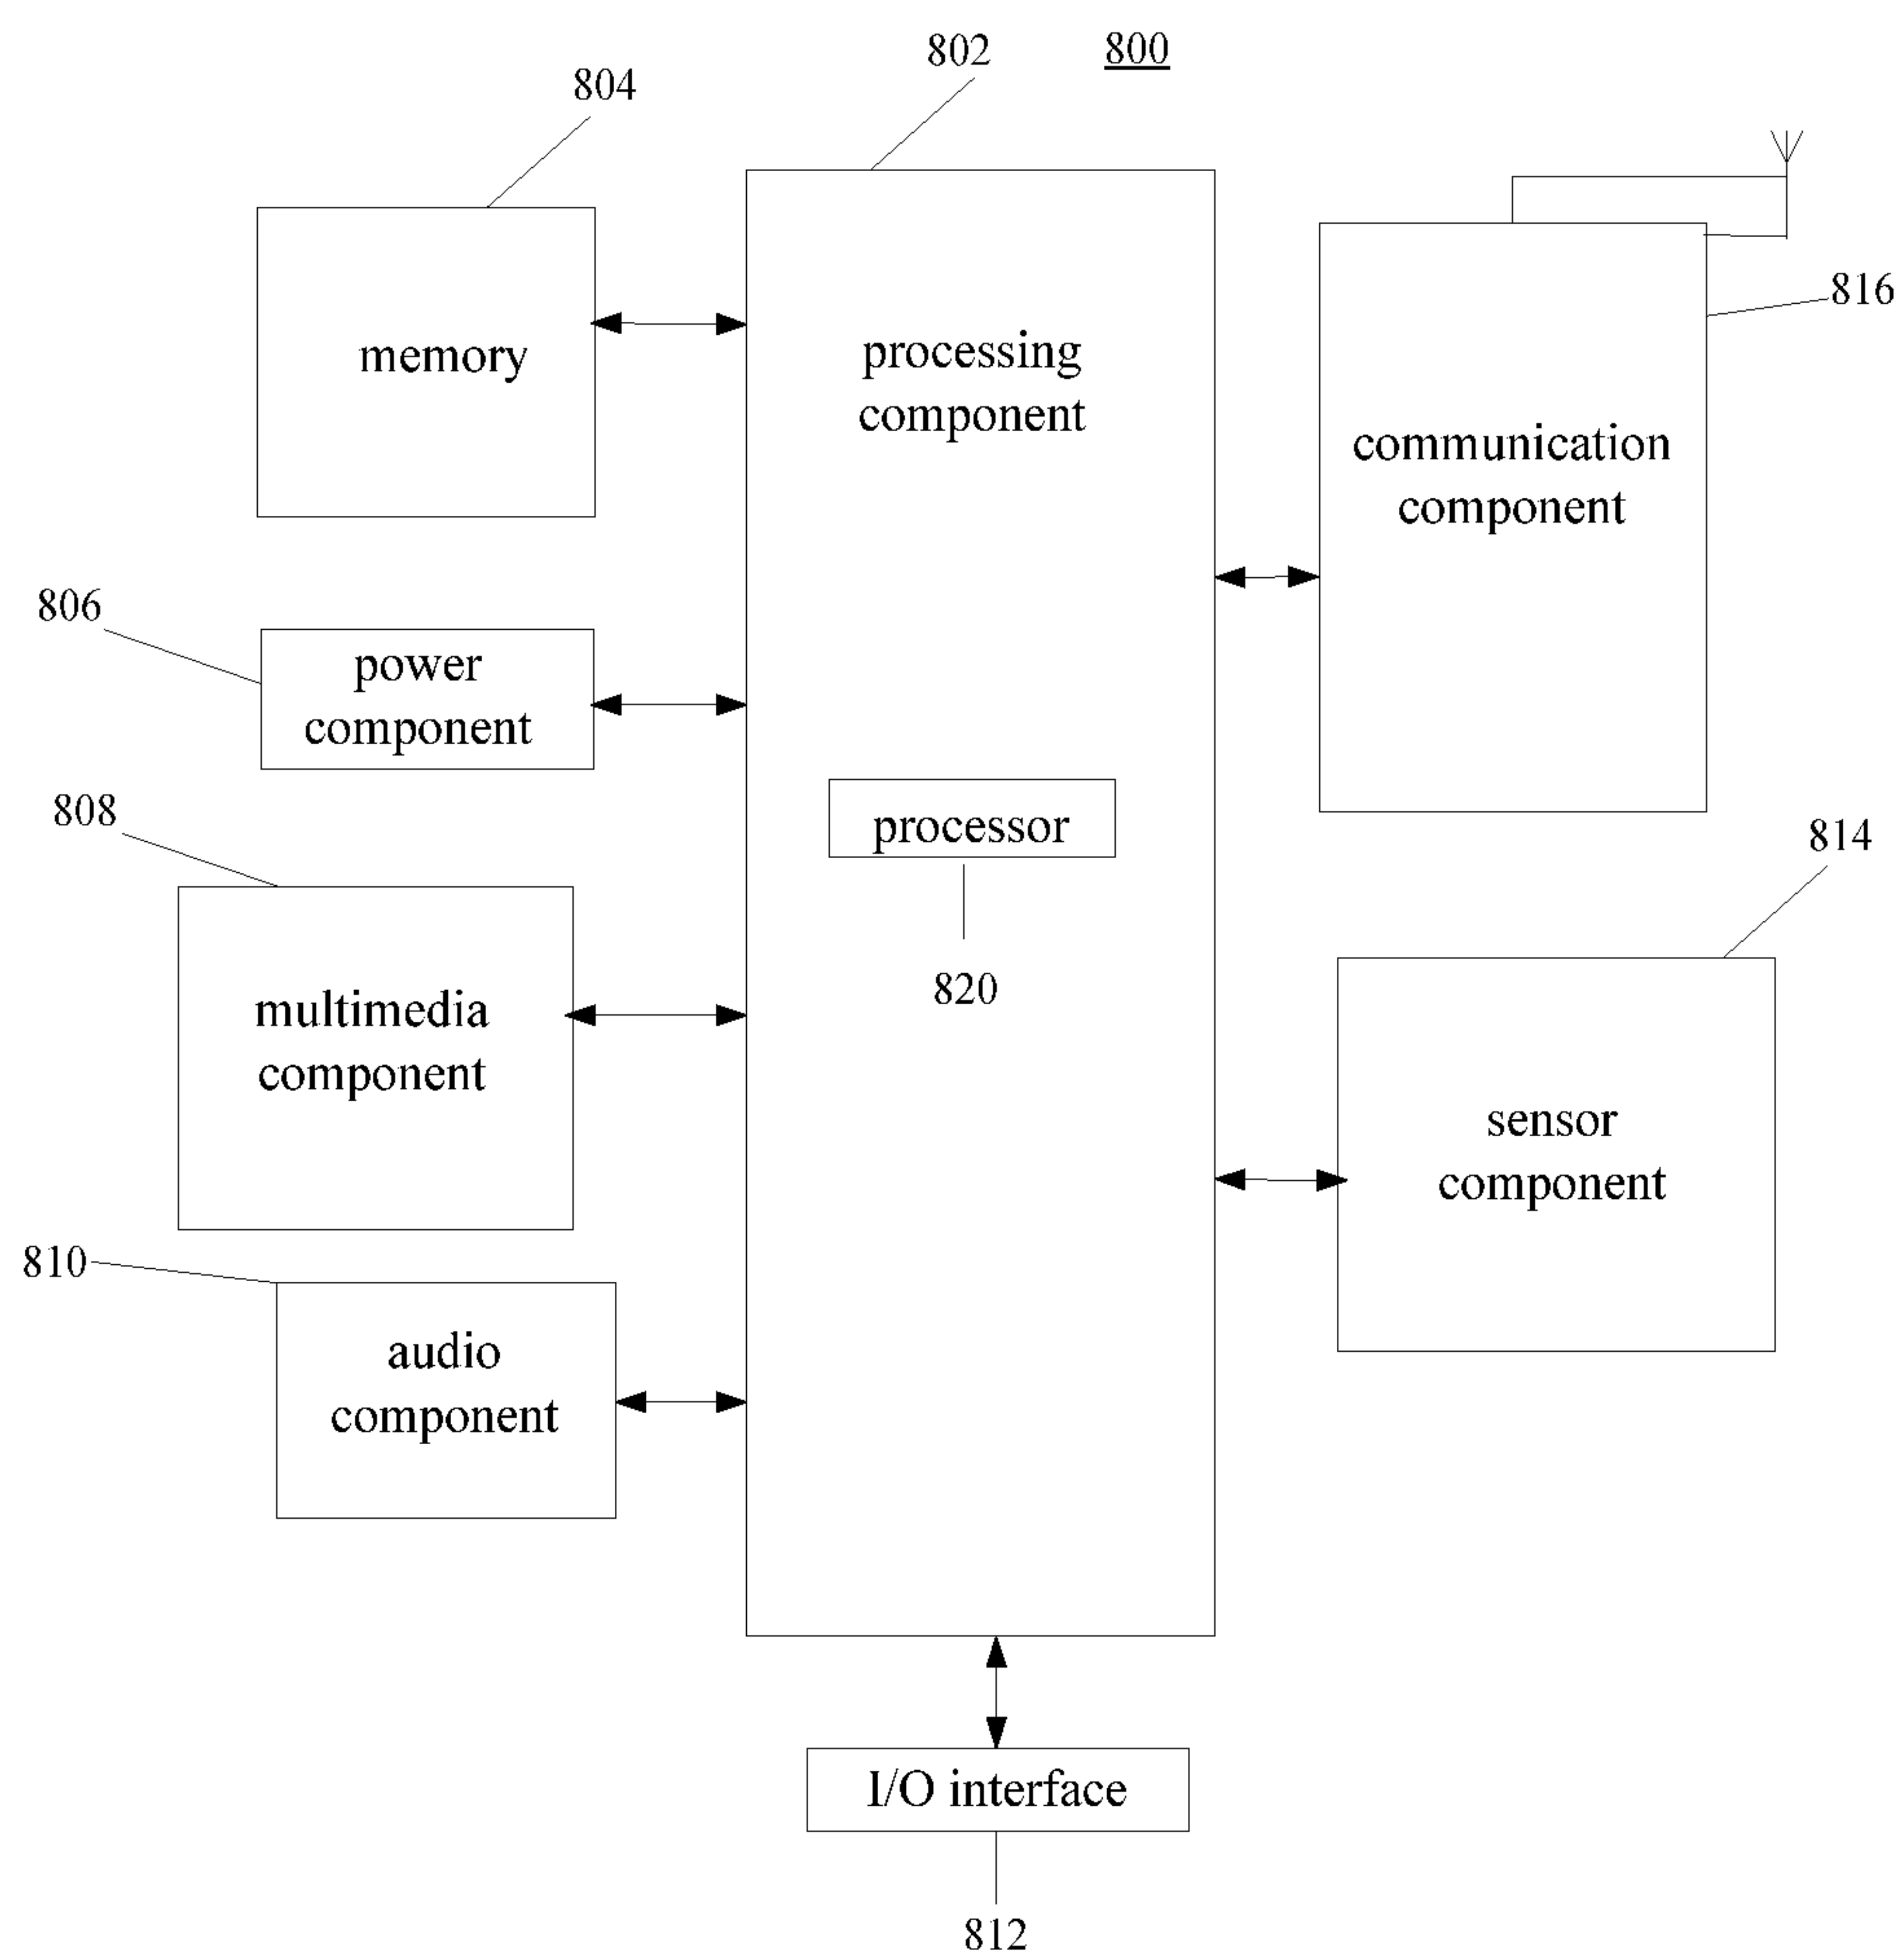 802
800
804
memory
processing
component
816
communication
component
806
power
component
808
processor
814
820
multimedia
component
sensor
component
810
audio
component
I/O interface
812